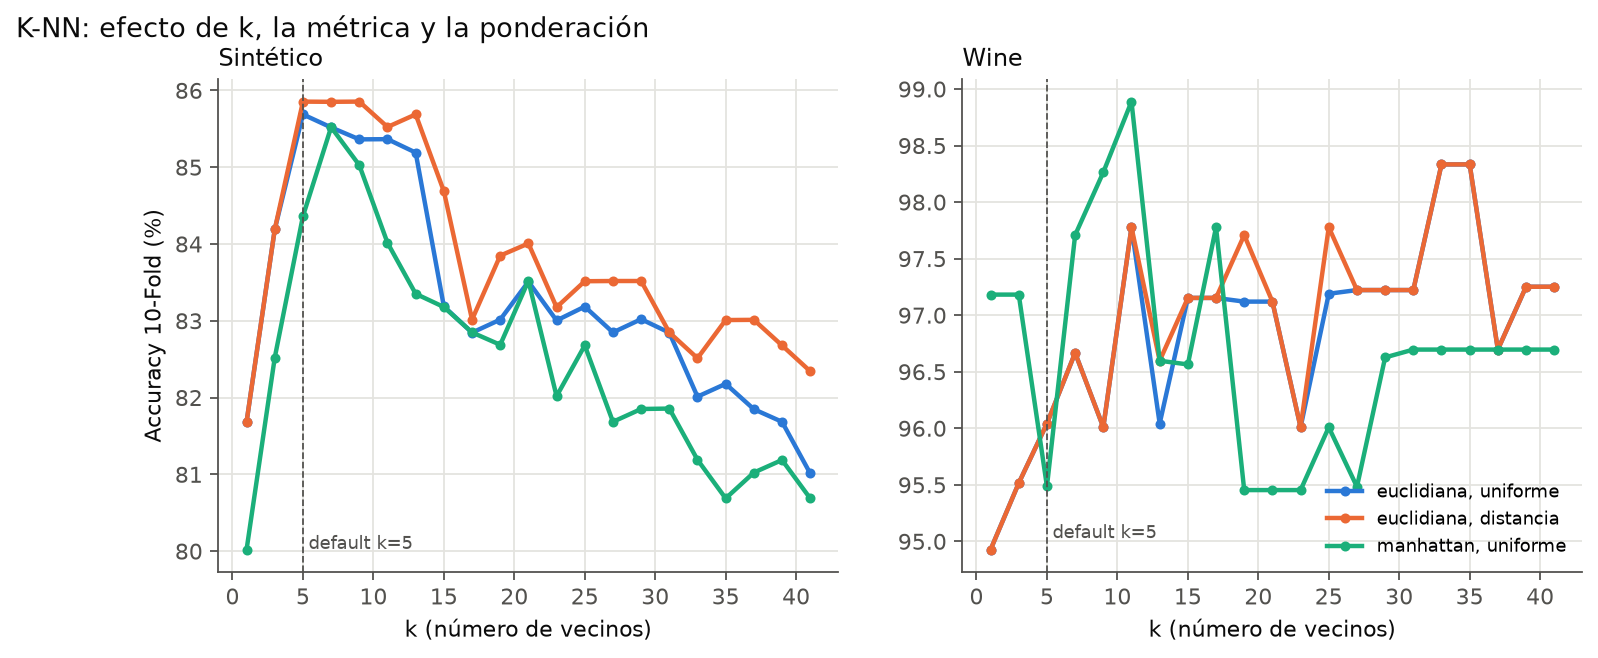 K-NN: efecto de k, la métrica y la ponderación
Sintético
Accuracy 10-Fold (%)
86
85
84
83
82
81
80
default k=5
0 5 10 15 20 25 30 35 40
k (número de vecinos)
Wine
99.0
98.5
98.0
97.5
97.0
96.5
96.0
95.5
95.0
default k=5
euclidiana, uniforme
euclidiana, distancia
manhattan, uniforme
0 5 10 15 20 25 30 35 40
k (número de vecinos)